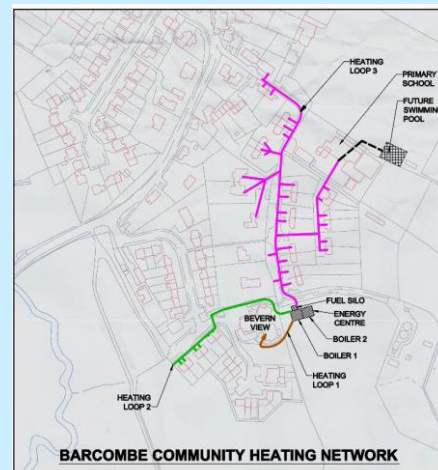 HEATING
LOOP 3
PRIMARY
SCHOOL
FUTURE
SWIMMIN
POOL
FUEL SILO
BEVERN
VIEW
ENERGY
CENTRE
BOILER 2
BOILER 1
HEATING
LOOP 1
HEATING
LOOP 2
BARCOMBE COMMUNITY HEATING NETWORK